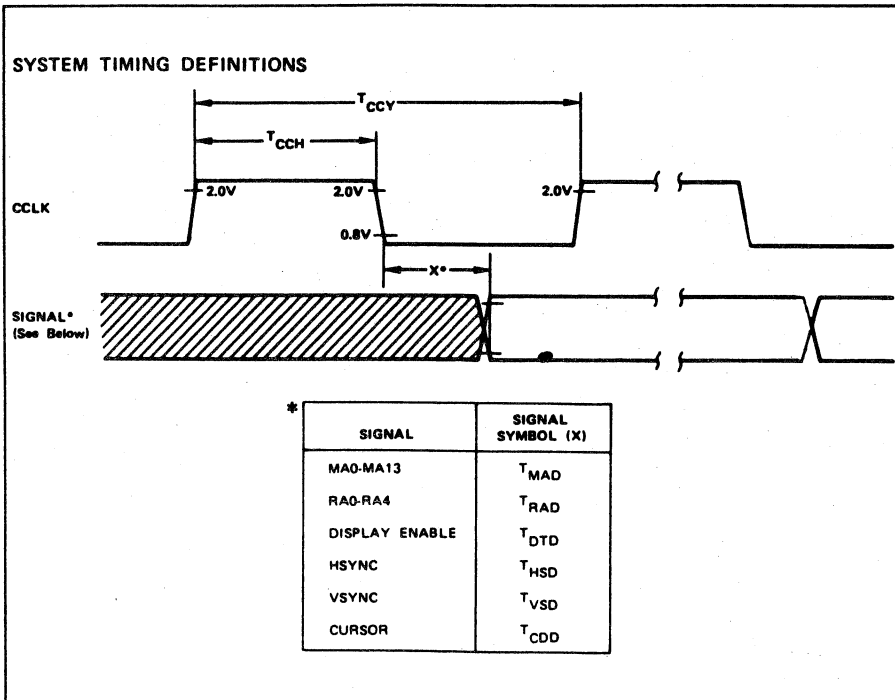 SYSTEM TIMING DEFINITIONS
TCCY
TCCH
CCLK
2.0V
2.0V
2.0V
0.8V
X*
SIGNAL*
(See Below)
*
SIGNAL SIGNAL SYMBOL (X)
MA0-MA13 TMAD
RA0-RA4 TRAD
DISPLAY ENABLE TDTD
HSYNC THSD
VSYNC TVSD
CURSOR TCDD